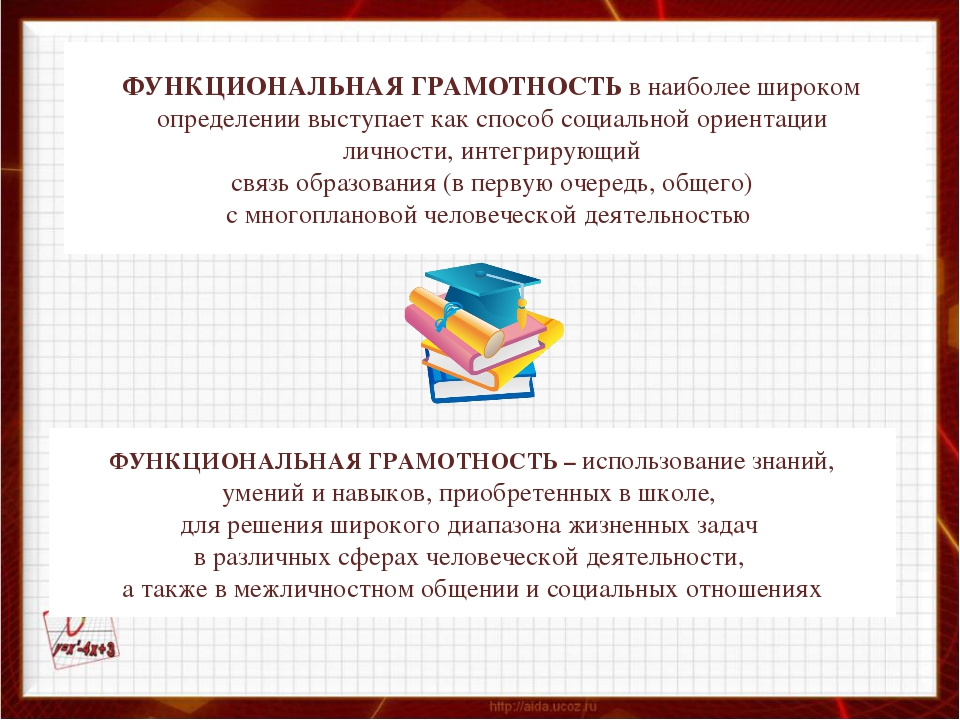 ФУНКЦИОНАЛЬНАЯ ГРАМОТНОСТЬ в наиболее широком
определении выступает как способ социальной ориентации
личности, интегрирующий
связь образования (в первую очередь, общего)
с многоплановой человеческой деятельностью
ФУНКЦИОНАЛЬНАЯ ГРАМОТНОСТЬ – использование знаний,
умений и навыков, приобретенных в школе,
для решения широкого диапазона жизненных задач
в различных сферах человеческой деятельности,
а также в межличностном общении и социальных отношениях
y=x²-4x+3
http://aida.ucoz.ru